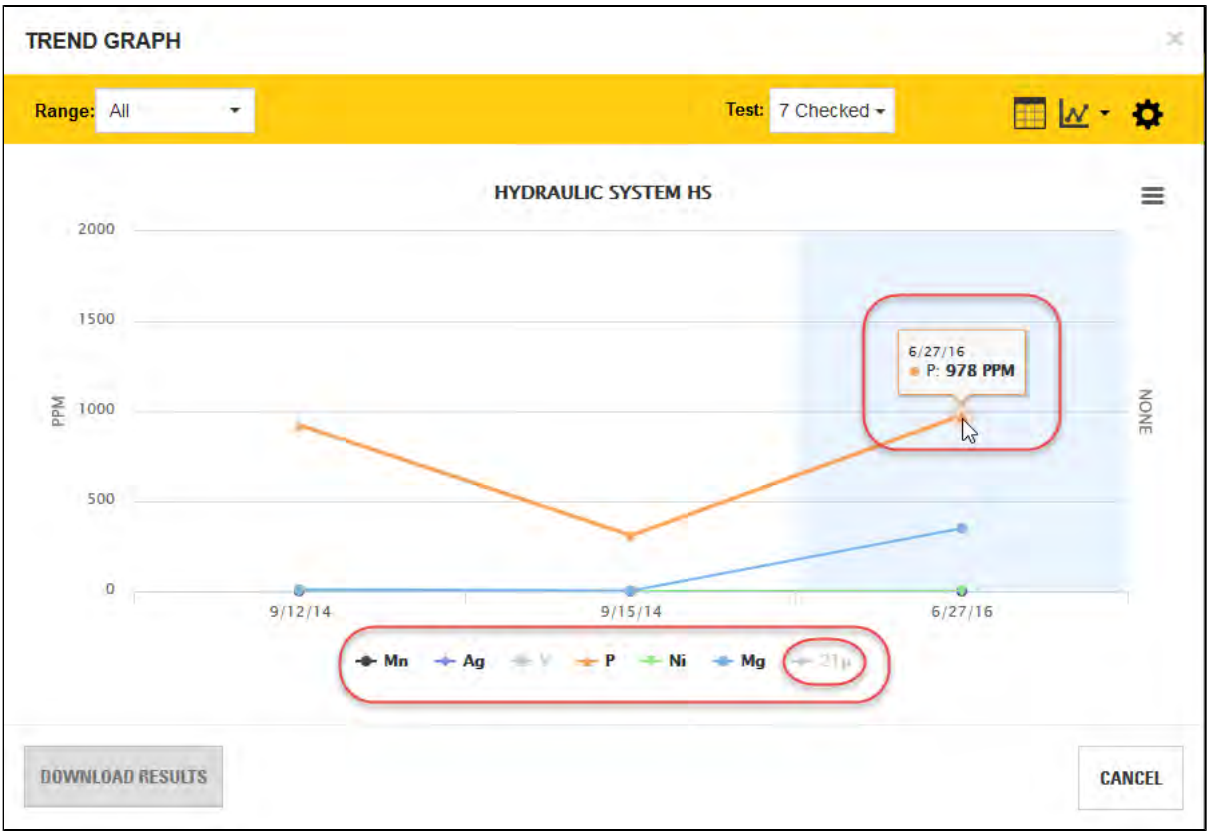 TREND GRAPH
×
Range: All
Test: 7 Checked
HYDRAULIC SYSTEM HS
2000
1500
1000
500
0
PPM
NONE
6/27/16
P: 978 PPM
9/12/14 9/15/14 6/27/16
Mn Ag V P Ni Mg 21µ
DOWNLOAD RESULTS
CANCEL